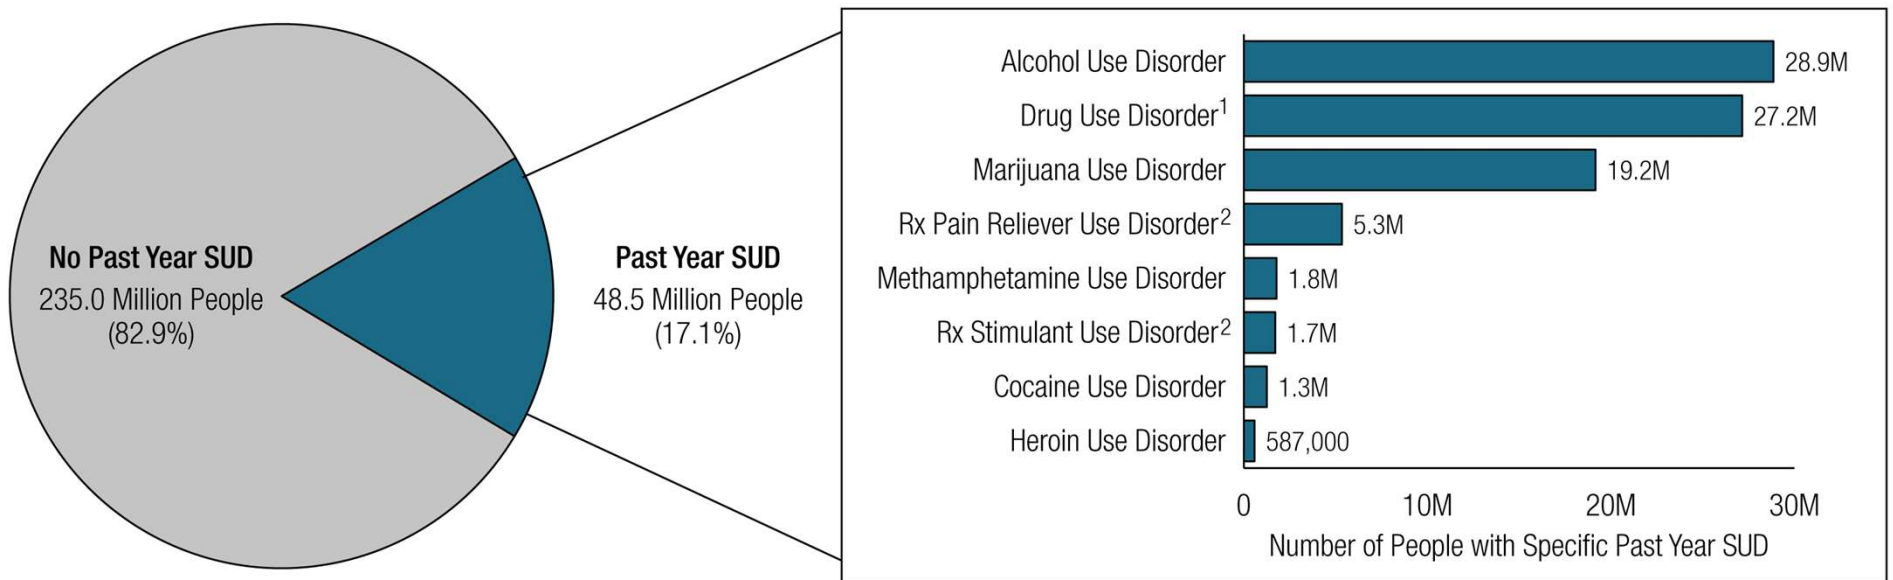 No Past Year SUD
235.0 Million People
(82.9%)
Past Year SUD
48.5 Million People
(17.1%)
Alcohol Use Disorder 28.9M
Drug Use Disorder¹ 27.2M
Marijuana Use Disorder 19.2M
Rx Pain Reliever Use Disorder² 5.3M
Methamphetamine Use Disorder 1.8M
Rx Stimulant Use Disorder² 1.7M
Cocaine Use Disorder 1.3M
Heroin Use Disorder 587,000
0 10M 20M 30M
Number of People with Specific Past Year SUD